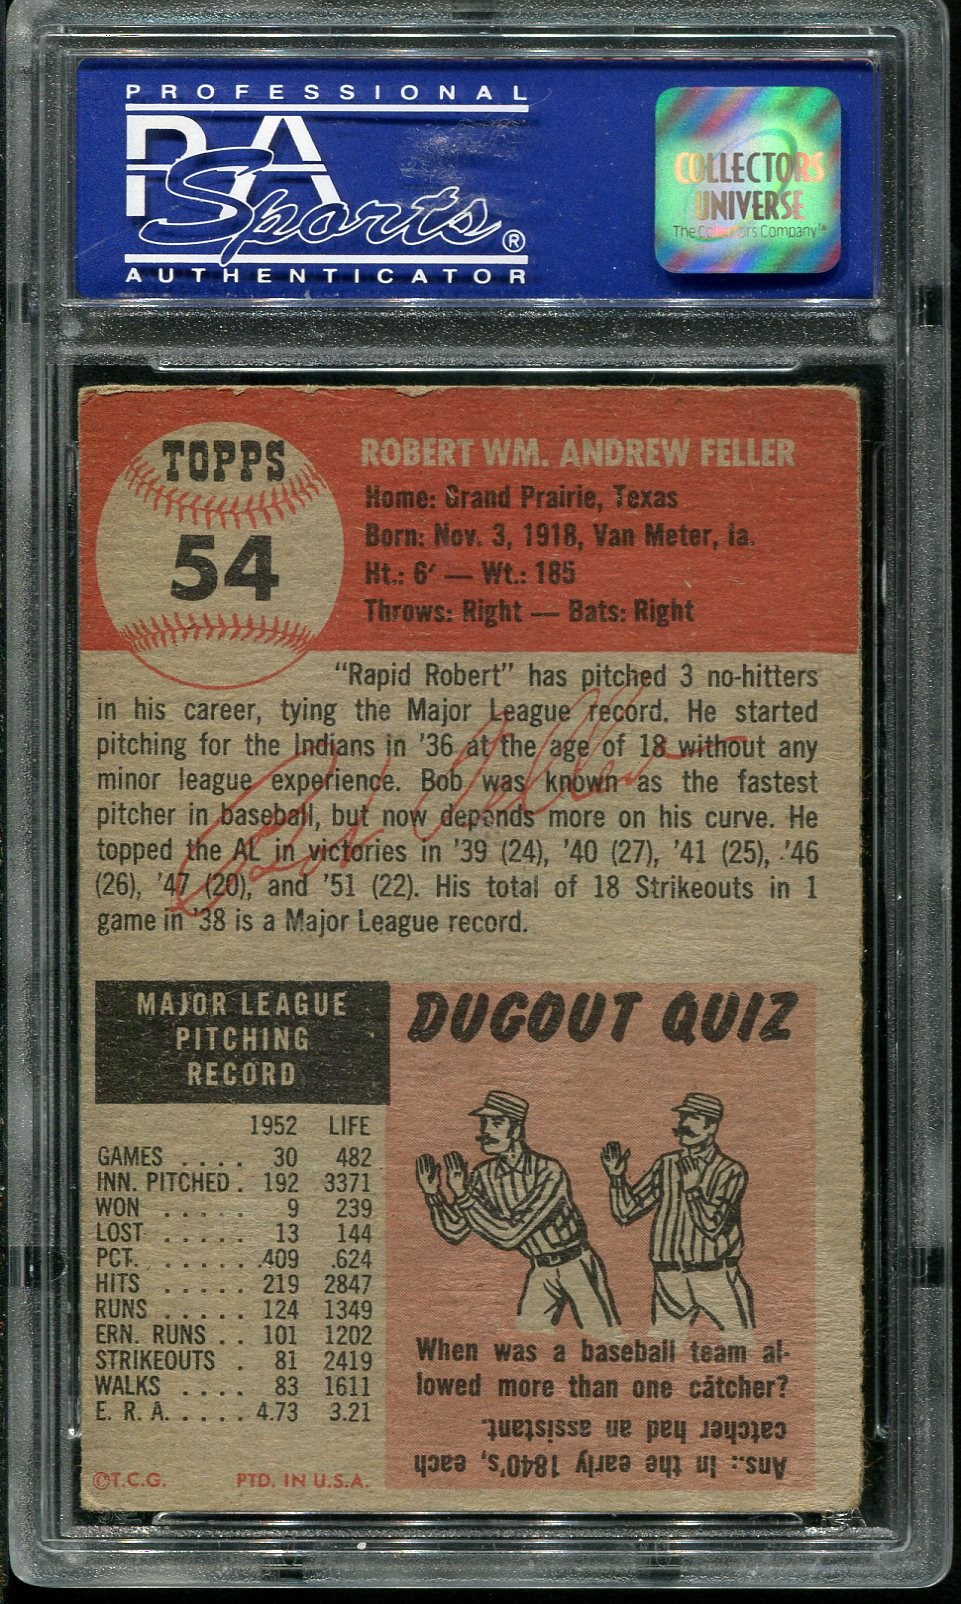 PROFESSIONAL
PSA
Sports®
AUTHENTICATOR
COLLECTORS
UNIVERSE
The Collectors Company™
TOPPS
54
ROBERT WM. ANDREW FELLER
Home: Grand Prairie, Texas
Born: Nov. 3, 1918, Van Meter, Ia.
Ht.: 6' — Wt.: 185
Throws: Right — Bats: Right
"Rapid Robert" has pitched 3 no-hitters
in his career, tying the Major League record. He started
pitching for the Indians in '36 at the age of 18 without any
minor league experience. Bob was known as the fastest
pitcher in baseball, but now depends more on his curve. He
topped the AL in victories in '39 (24), '40 (27), '41 (25), '46
(26), '47 (20), and '51 (22). His total of 18 Strikeouts in 1
game in '38 is a Major League record.
Bob Feller
MAJOR LEAGUE
PITCHING
RECORD
1952 LIFE
GAMES .... 30 482
INN. PITCHED . 192 3371
WON ..... 9 239
LOST ..... 13 144
PCT. ...... .409 .624
HITS ..... 219 2847
RUNS ..... 124 1349
ERN. RUNS .. 101 1202
STRIKEOUTS . 81 2419
WALKS .... 83 1611
E. R. A. .... 4.73 3.21
©T.C.G. PTD. IN U.S.A.
DUGOUT QUIZ
When was a baseball team al-
lowed more than one catcher?
Ans.: In the early 1840's, each
catcher had an assistant.